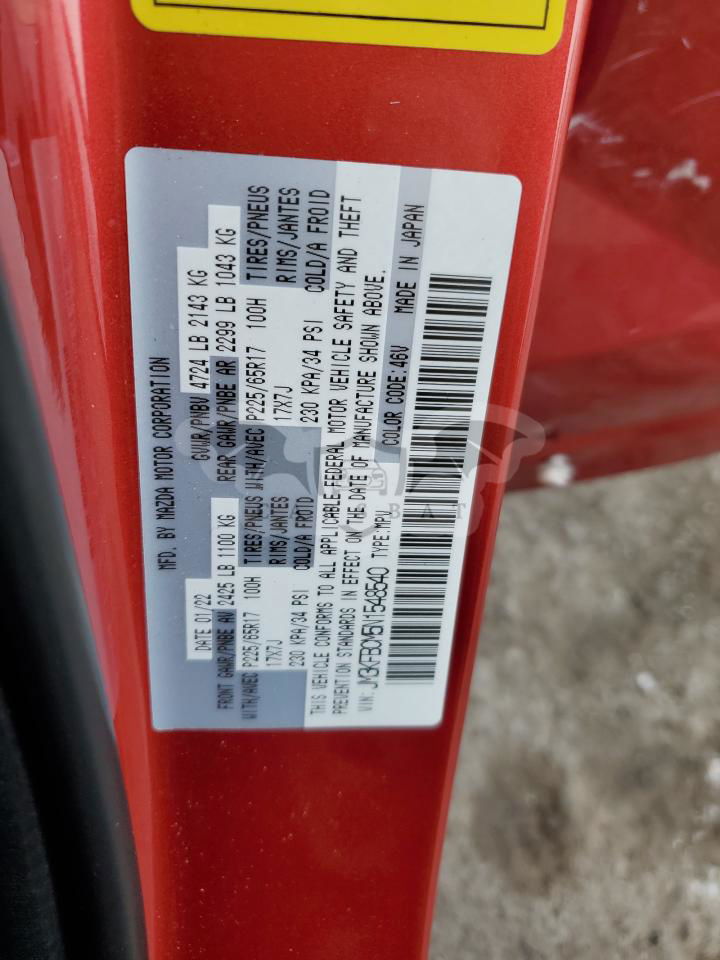 MFD. BY MAZDA MOTOR CORPORATION
DATE 01/22 GVWR/PNBV 4724 LB 2143 KG
FRONT GAWR/PNBE AV 2425 LB 1100 KG REAR GAWR/PNBE AR 2299 LB 1043 KG
WITH/AVEC P225/65R17 100H TIRES/PNEUS WITH/AVEC P225/65R17 100H TIRES/PNEUS
17X7J RIMS/JANTES 17X7J RIMS/JANTES
230 KPA/34 PSI COLD/A FROID 230 KPA/34 PSI COLD/A FROID
THIS VEHICLE CONFORMS TO ALL APPLICABLE FEDERAL MOTOR VEHICLE SAFETY AND THEFT
PREVENTION STANDARDS IN EFFECT ON THE DATE OF MANUFACTURE SHOWN ABOVE.
VIN: JM3KFBCM5N1548540 TYPE:MPV COLOR CODE:46V MADE IN JAPAN